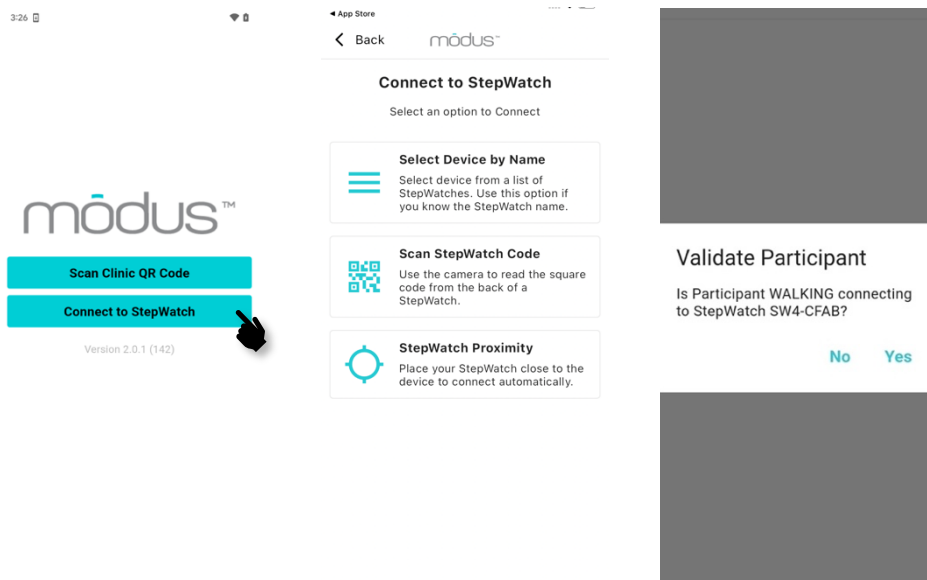 3:26
mōdus™
Scan Clinic QR Code
Connect to StepWatch
Version 2.0.1 (142)
App Store
Back
mōdus™
Connect to StepWatch
Select an option to Connect
Select Device by Name
Select device from a list of
StepWatches. Use this option if
you know the StepWatch name.
Scan StepWatch Code
Use the camera to read the square
code from the back of a
StepWatch.
StepWatch Proximity
Place your StepWatch close to the
device to connect automatically.
Validate Participant
Is Participant WALKING connecting
to StepWatch SW4-CFAB?
No Yes